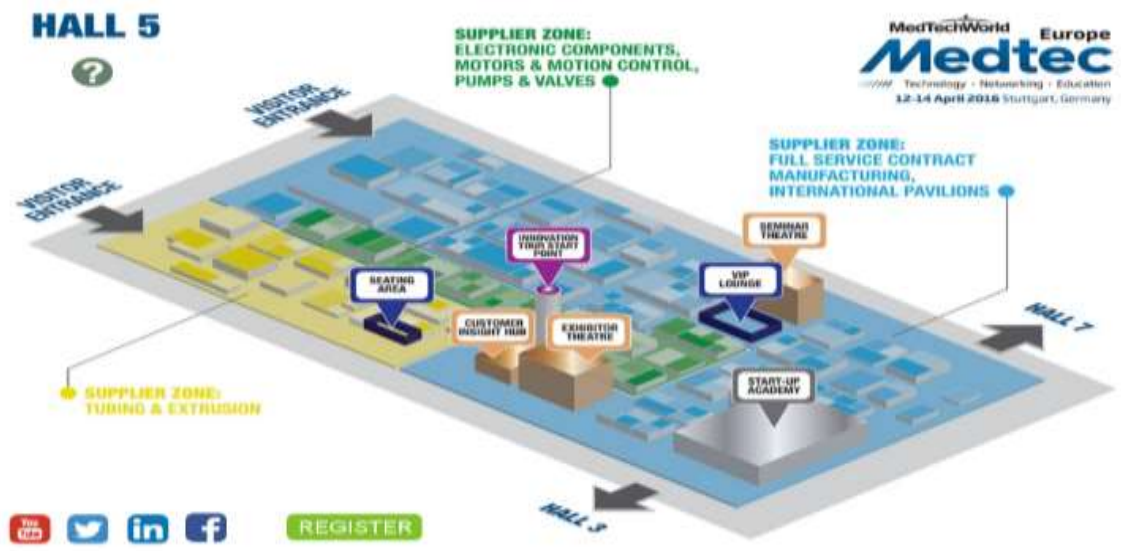 HALL 5
?
VISITOR
ENTRANCE
VISITOR
ENTRANCE
SUPPLIER ZONE:
ELECTRONIC COMPONENTS,
MOTORS & MOTION CONTROL,
PUMPS & VALVES
MedTechWorld
Europe
Medtec
Technology · Networking · Education
12-14 April 2016 Stuttgart, Germany
SUPPLIER ZONE:
FULL SERVICE CONTRACT
MANUFACTURING,
INTERNATIONAL PAVILIONS
SEMINAR
THEATRE
INNOVATION
TOUR START
POINT
SEATING
AREA
VIP
LOUNGE
CUSTOMER
INSIGHT HUB
EXHIBITOR
THEATRE
HALL 7
START-UP
ACADEMY
SUPPLIER ZONE:
TUBING & EXTRUSION
HALL 3
You
Tube
in
f
REGISTER